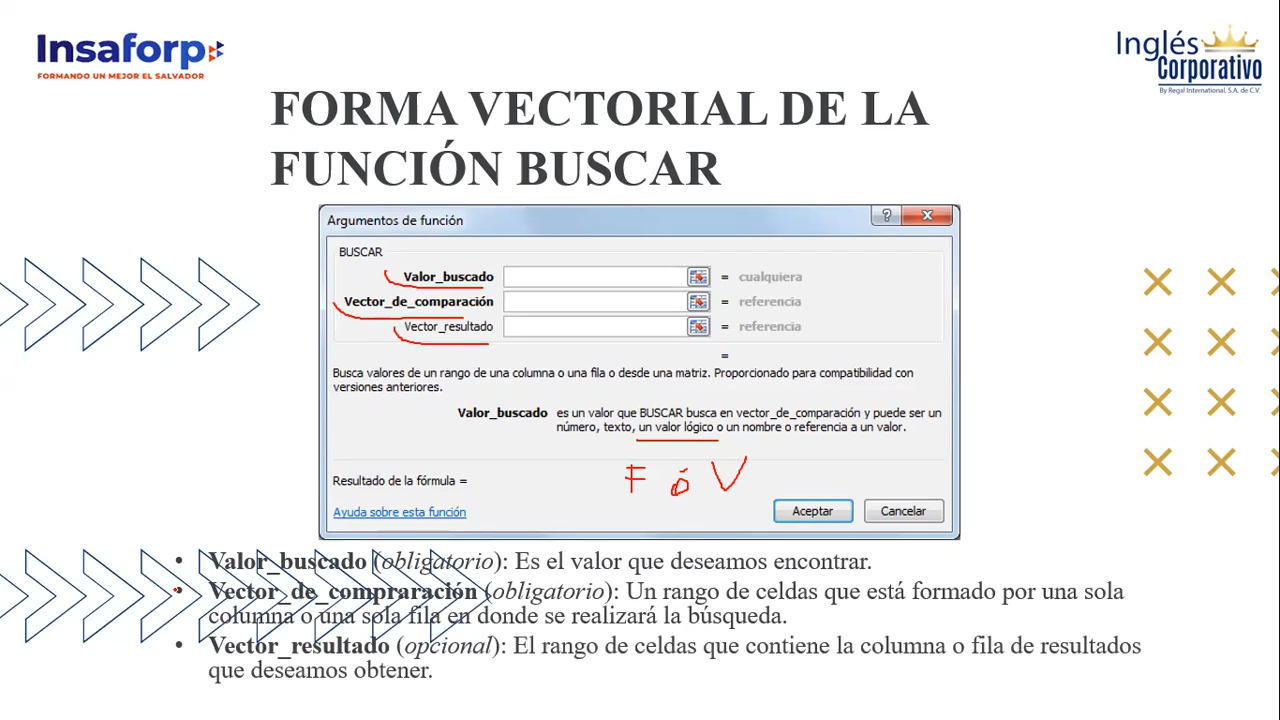 Insaforp
FORMANDO UN MEJOR EL SALVADOR
Inglés
Corporativo
By Regal International, S.A. de C.V.
FORMA VECTORIAL DE LA
FUNCIÓN BUSCAR
Argumentos de función
?
BUSCAR
Valor_buscado = cualquiera
Vector_de_comparación = referencia
Vector_resultado = referencia
=
Busca valores de un rango de una columna o una fila o desde una matriz. Proporcionado para compatibilidad con
versiones anteriores.
Valor_buscado es un valor que BUSCAR busca en vector_de_comparación y puede ser un
número, texto, un valor lógico o un nombre o referencia a un valor.
F ó V
Resultado de la fórmula =
Ayuda sobre esta función
Aceptar Cancelar
• Valor_buscado (obligatorio): Es el valor que deseamos encontrar.
• Vector_de_compraración (obligatorio): Un rango de celdas que está formado por una sola
columna o una sola fila en donde se realizará la búsqueda.
• Vector_resultado (opcional): El rango de celdas que contiene la columna o fila de resultados
que deseamos obtener.